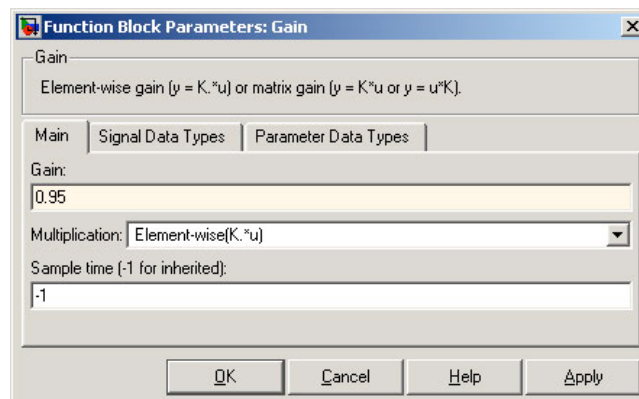 Function Block Parameters: Gain
Gain
Element-wise gain (y = K.*u) or matrix gain (y = K*u or y = u*K).
Main Signal Data Types Parameter Data Types
Gain:
0.95
Multiplication: Element-wise(K.*u)
Sample time (-1 for inherited):
-1
OK Cancel Help Apply